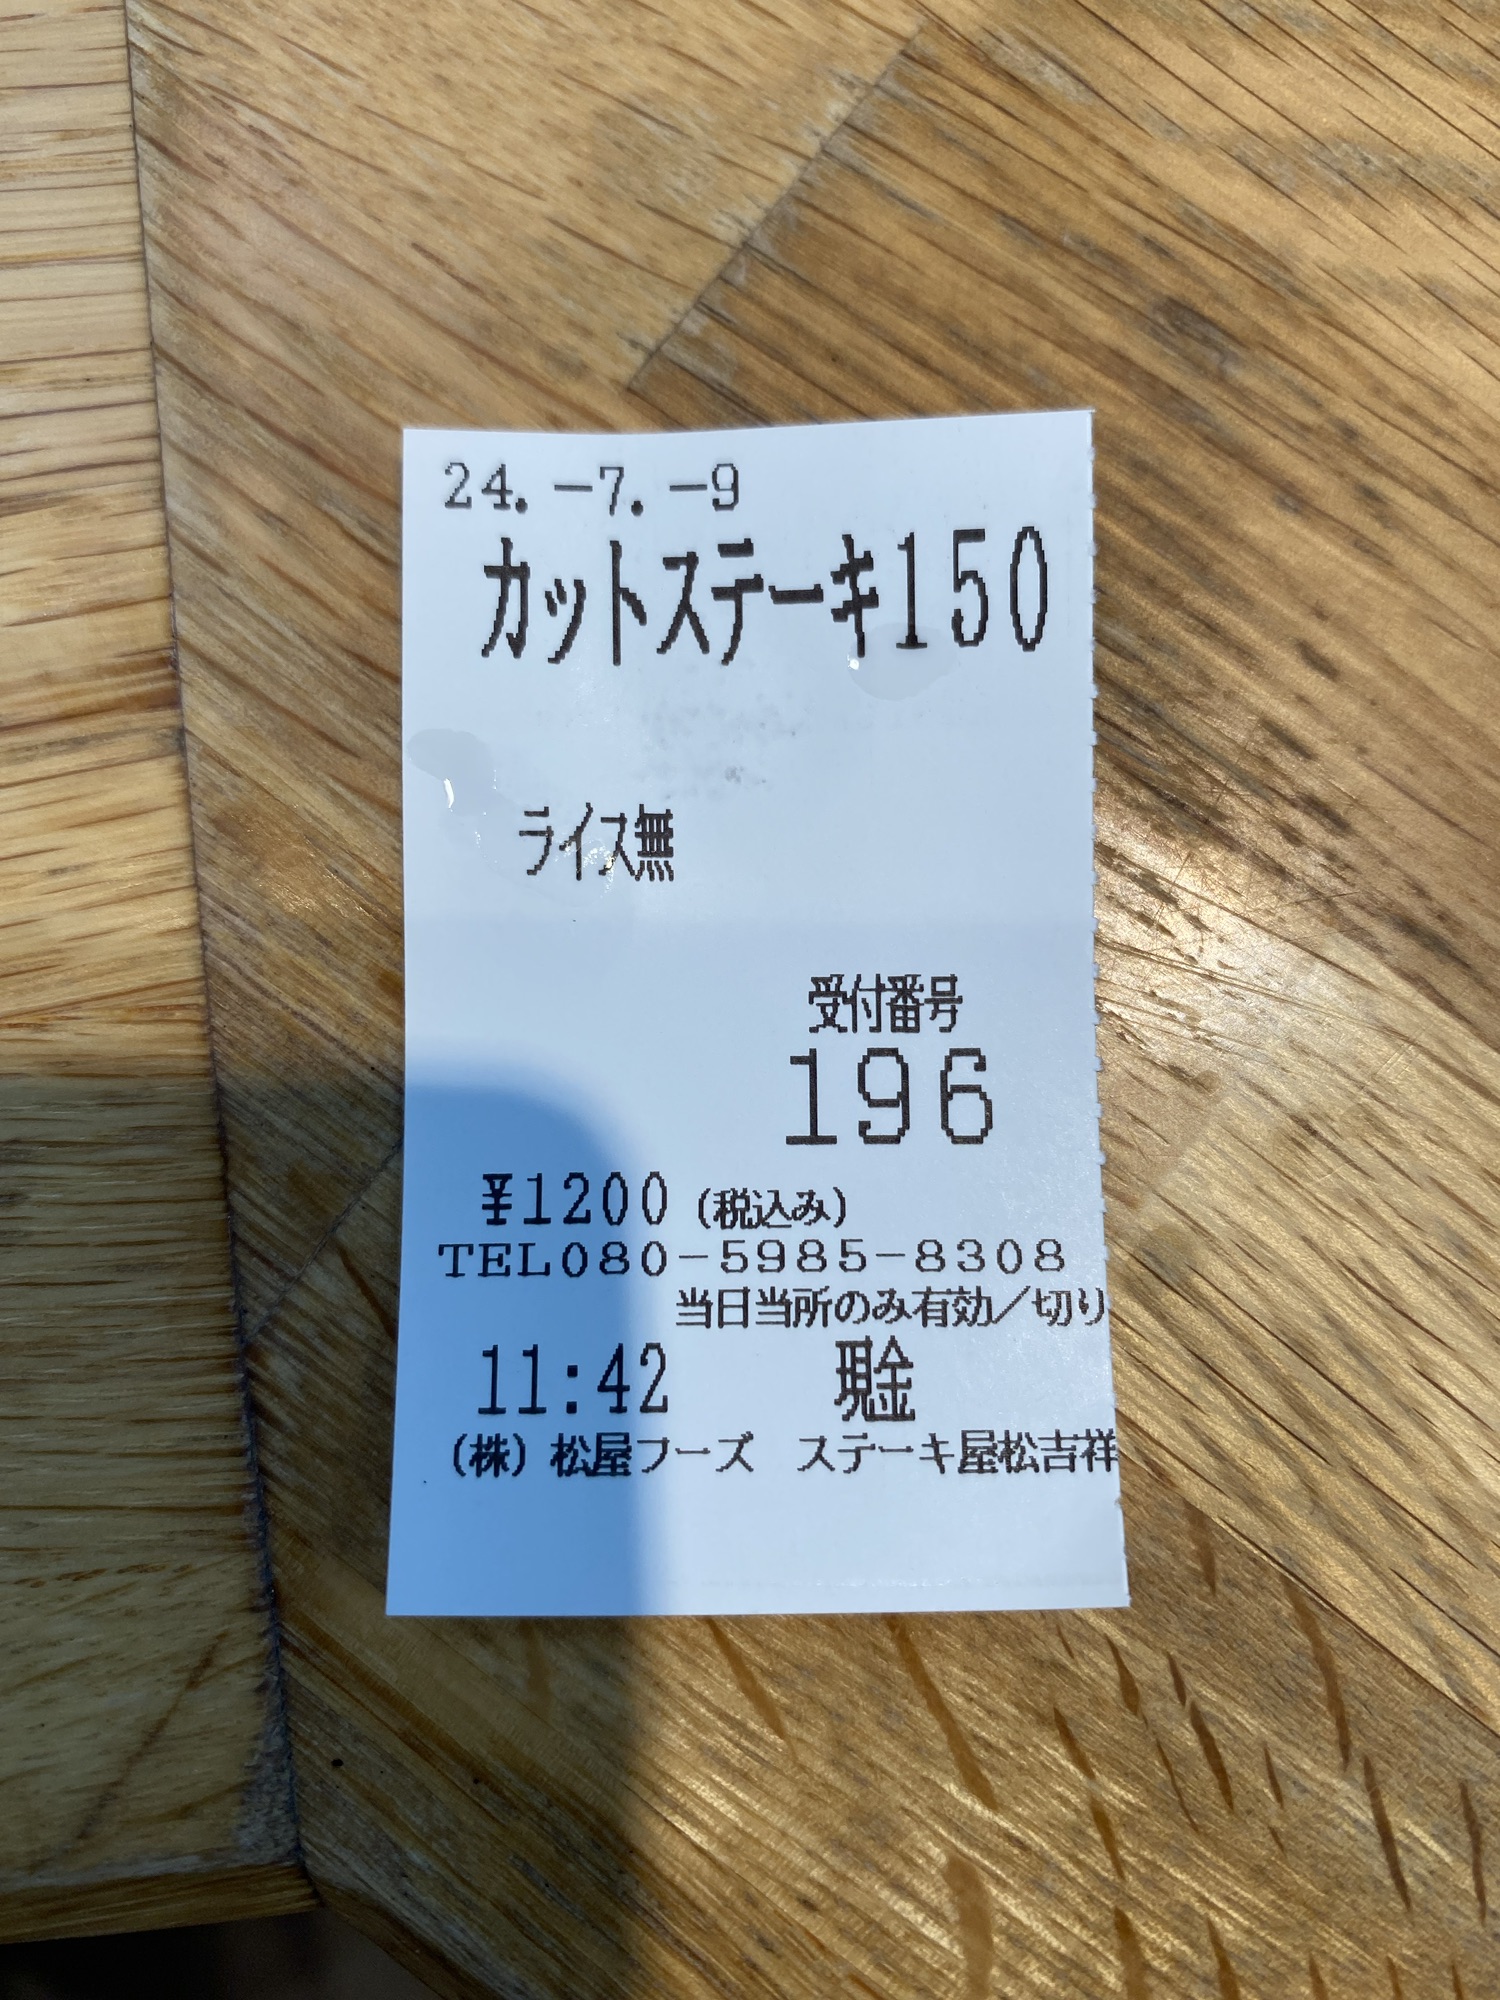 24.-7.-9
カットステーキ150
ライス無
受付番号
196
¥1200(税込み)
TEL080-5985-8308
当日当所のみ有効/切り
11:42 現金
(株)松屋フーズ ステーキ屋松吉祥